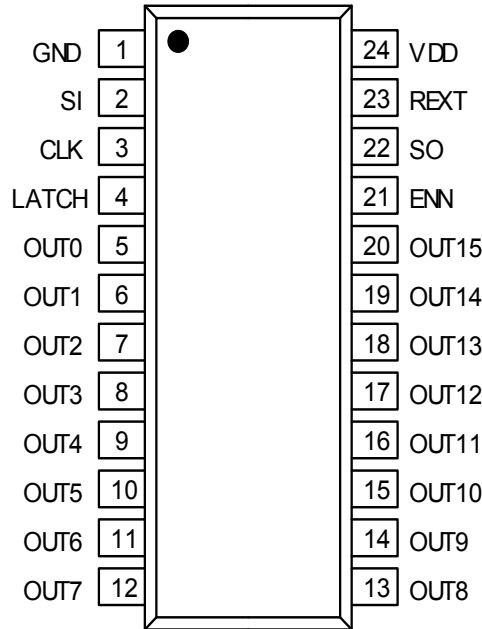 GND 1 24 VDD
SI 2 23 REXT
CLK 3 22 SO
LATCH 4 21 ENN
OUT0 5 20 OUT15
OUT1 6 19 OUT14
OUT2 7 18 OUT13
OUT3 8 17 OUT12
OUT4 9 16 OUT11
OUT5 10 15 OUT10
OUT6 11 14 OUT9
OUT7 12 13 OUT8